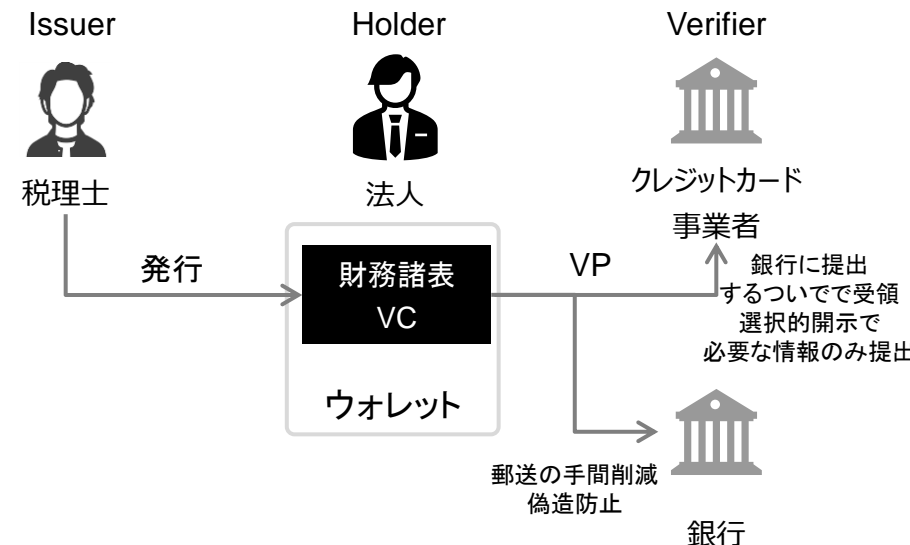 Issuer
Holder
Verifier
税理士
法人
クレジットカード
事業者
発行
財務諸表
VC
ウォレット
VP
銀行に提出
するついでで受領
選択的開示で
必要な情報のみ提出
郵送の手間削減
偽造防止
銀行